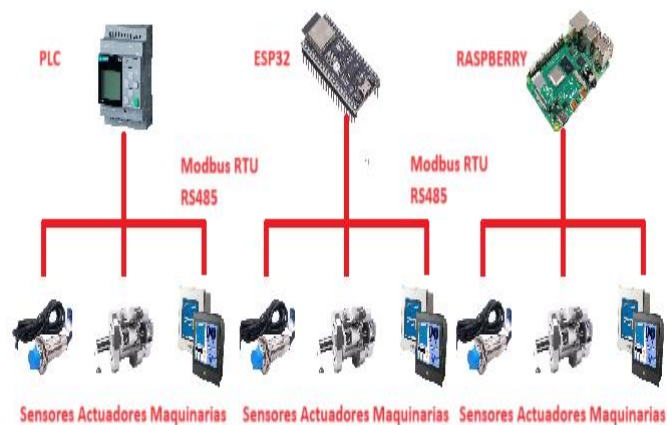 PLC
ESP32
RASPBERRY
Modbus RTU
RS485
Modbus RTU
RS485
Sensores Actuadores Maquinarias
Sensores Actuadores Maquinarias
Sensores Actuadores Maquinarias